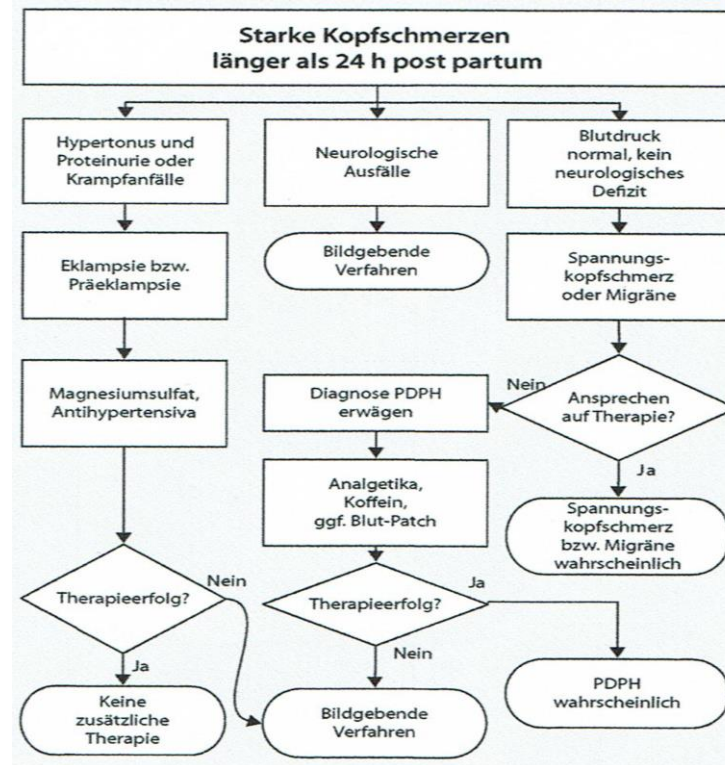 Starke Kopfschmerzen
länger als 24 h post partum
Hypertonus und
Proteinurie oder
Krampfanfälle
Neurologische
Ausfälle
Blutdruck
normal, kein
neurologisches
Defizit
Eklampsie bzw.
Präeklampsie
Bildgebende
Verfahren
Spannungs-
kopfschmerz
oder Migräne
Magnesiumsulfat,
Antihypertensiva
Diagnose PDPH
erwägen
Nein
Ansprechen
auf Therapie?
Ja
Analgetika,
Koffein,
ggf. Blut-Patch
Spannungs-
kopfschmerz
bzw. Migräne
wahrscheinlich
Therapieerfolg?
Nein
Ja
Therapieerfolg?
Ja
Nein
Keine
zusätzliche
Therapie
Bildgebende
Verfahren
PDPH
wahrscheinlich